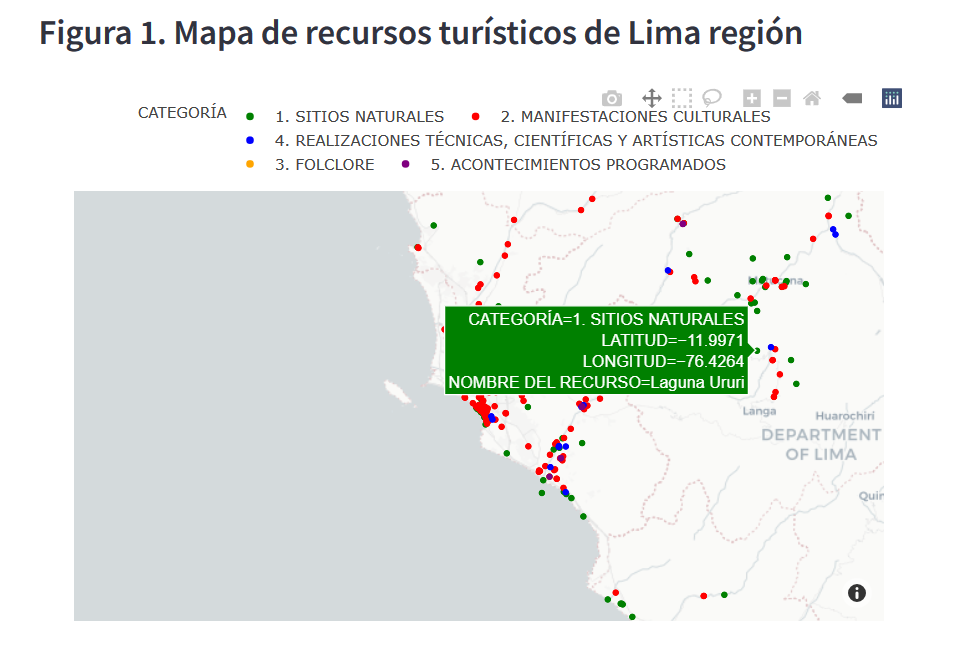 Figura 1. Mapa de recursos turísticos de Lima región
CATEGORÍA
1. SITIOS NATURALES
2. MANIFESTACIONES CULTURALES
4. REALIZACIONES TÉCNICAS, CIENTÍFICAS Y ARTÍSTICAS CONTEMPORÁNEAS
3. FOLCLORE
5. ACONTECIMIENTOS PROGRAMADOS
CATEGORÍA=1. SITIOS NATURALES
LATITUD=−11.9971
LONGITUD=−76.4264
NOMBRE DEL RECURSO=Laguna Ururi
Langa
Huarochirí
DEPARTMENT
OF LIMA